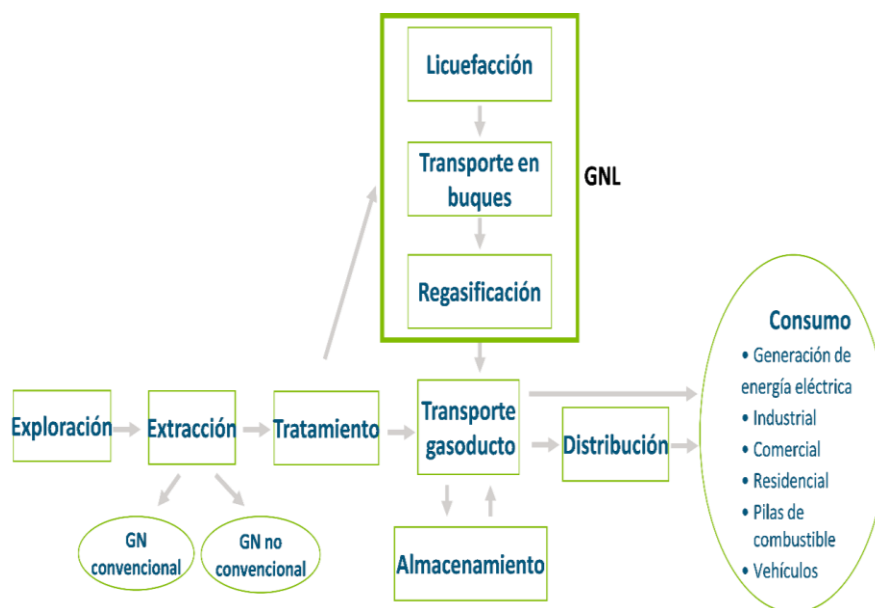 Licuefacción
Transporte en
buques
GNL
Regasificación
Consumo
• Generación de
energía eléctrica
• Industrial
• Comercial
• Residencial
• Pilas de
combustible
• Vehículos
Exploración
Extracción
Tratamiento
Transporte
gasoducto
Distribución
GN
convencional
GN no
convencional
Almacenamiento